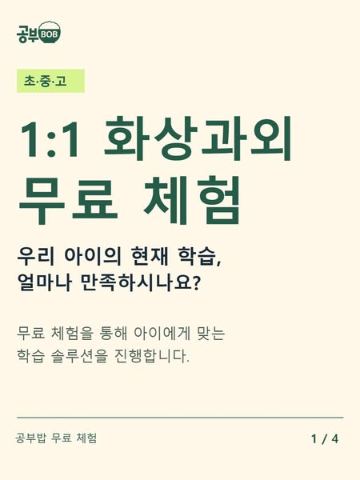 공부BOB
초·중·고
1:1 화상과외
무료 체험
우리 아이의 현재 학습,
얼마나 만족하시나요?
무료 체험을 통해 아이에게 맞는
학습 솔루션을 진행합니다.
공부밥 무료 체험
1 / 4